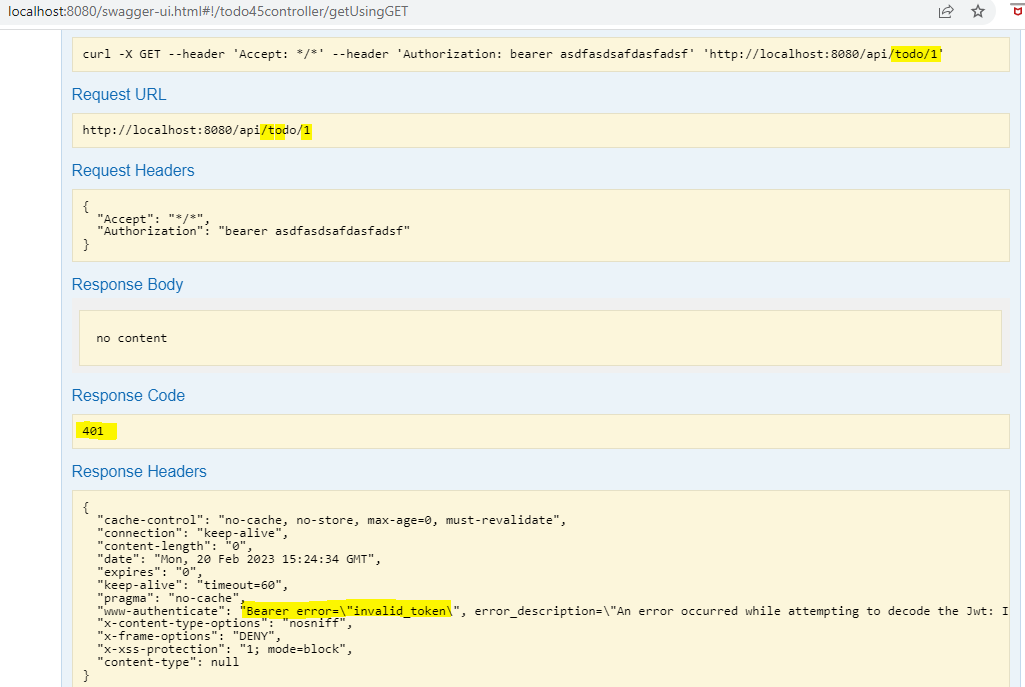 localhost:8080/swagger-ui.html#!/todo45controller/getUsingGET
curl -X GET --header 'Accept: */*' --header 'Authorization: bearer asdfasdsafdasfadsf' 'http://localhost:8080/api/todo/1'
Request URL
http://localhost:8080/api/todo/1
Request Headers
{
"Accept": "*/*",
"Authorization": "bearer asdfasdsafdasfadsf"
}
Response Body
no content
Response Code
401
Response Headers
{
"cache-control": "no-cache, no-store, max-age=0, must-revalidate",
"connection": "keep-alive",
"content-length": "0",
"date": "Mon, 20 Feb 2023 15:24:34 GMT",
"expires": "0",
"keep-alive": "timeout=60",
"pragma": "no-cache",
"www-authenticate": "Bearer error=\"invalid_token\", error_description=\"An error occurred while attempting to decode the Jwt: I
"x-content-type-options": "nosniff",
"x-frame-options": "DENY",
"x-xss-protection": "1; mode=block",
"content-type": null
}